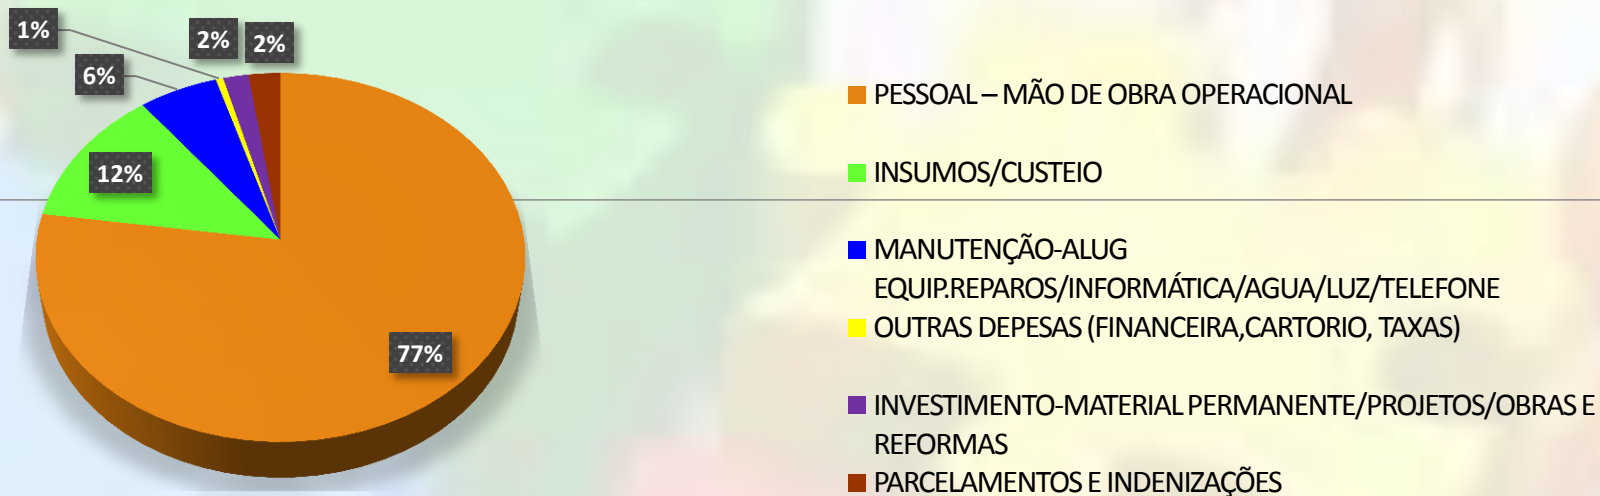 1%
2%
2%
6%
12%
77%
PESSOAL – MÃO DE OBRA OPERACIONAL
INSUMOS/CUSTEIO
MANUTENÇÃO-ALUG
EQUIP.REPAROS/INFORMÁTICA/AGUA/LUZ/TELEFONE
OUTRAS DEPESAS (FINANCEIRA,CARTORIO, TAXAS)
INVESTIMENTO-MATERIAL PERMANENTE/PROJETOS/OBRAS E
REFORMAS
PARCELAMENTOS E INDENIZAÇÕES